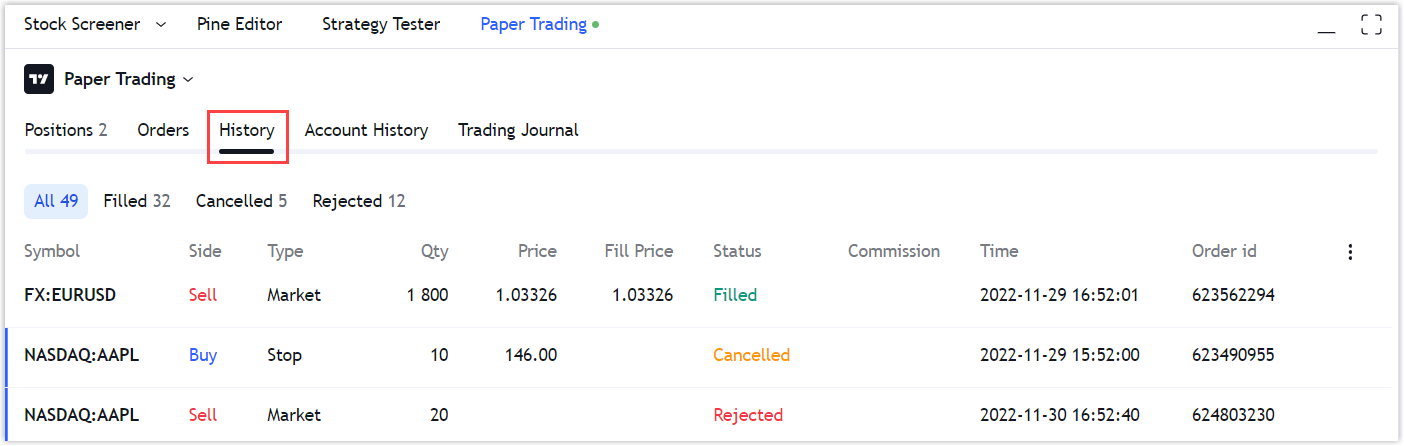 Stock Screener Pine Editor Strategy Tester Paper Trading
Paper Trading
Positions 2 Orders History Account History Trading Journal
All 49 Filled 32 Cancelled 5 Rejected 12
Symbol Side Type Qty Price Fill Price Status Commission Time Order id
FX:EURUSD Sell Market 1 800 1.03326 1.03326 Filled 2022-11-29 16:52:01 623562294
NASDAQ:AAPL Buy Stop 10 146.00 Cancelled 2022-11-29 15:52:00 623490955
NASDAQ:AAPL Sell Market 20 Rejected 2022-11-30 16:52:40 624803230